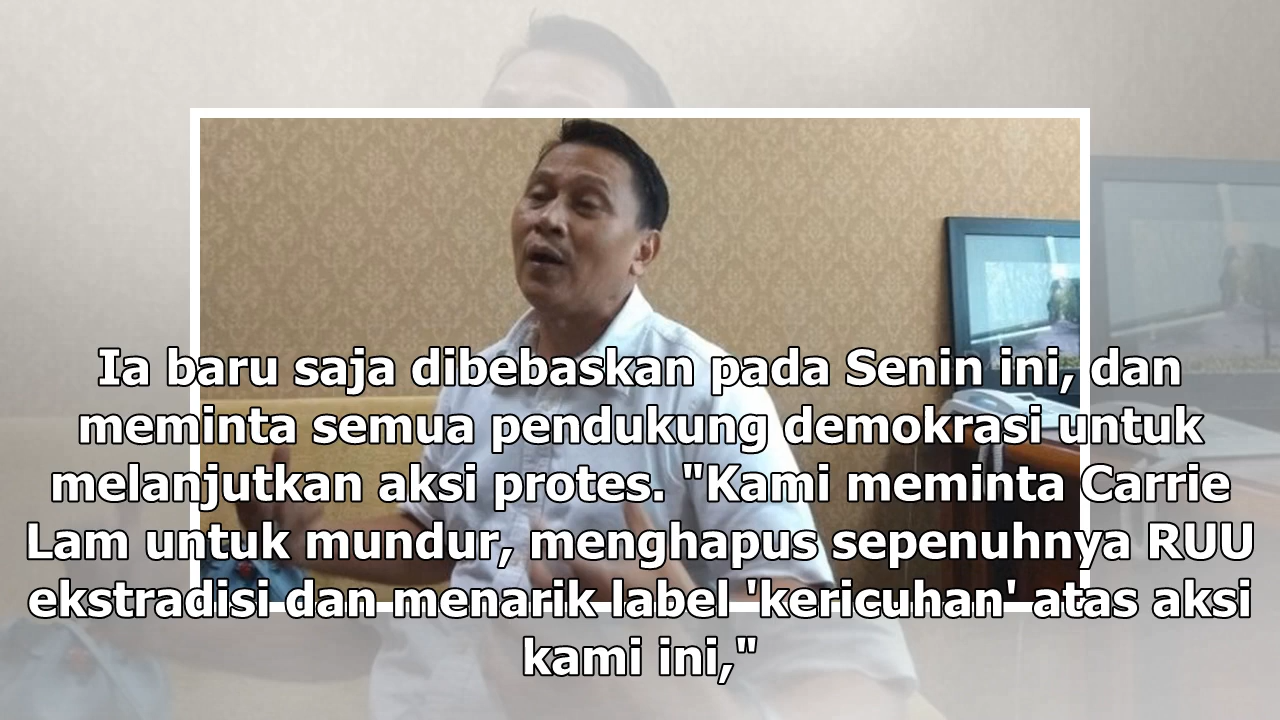 Ia baru saja dibebaskan pada Senin ini, dan
meminta semua pendukung demokrasi untuk
melanjutkan aksi protes. "Kami meminta Carrie
Lam untuk mundur, menghapus sepenuhnya RUU
ekstradisi dan menarik label 'kericuhan' atas aksi
kami ini,"